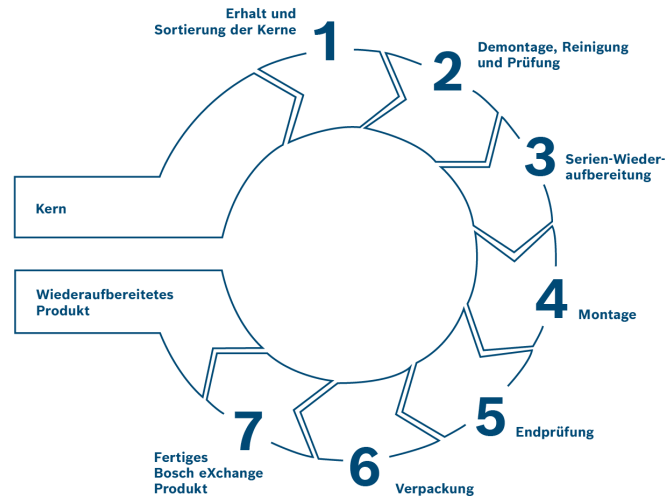 Erhalt und
Sortierung der Kerne
1
2
Demontage, Reinigung
und Prüfung
3
Serien-Wieder-
aufbereitung
Kern
4
Montage
Wiederaufbereitetes
Produkt
5
Endprüfung
6
Verpackung
7
Fertiges
Bosch eXchange
Produkt